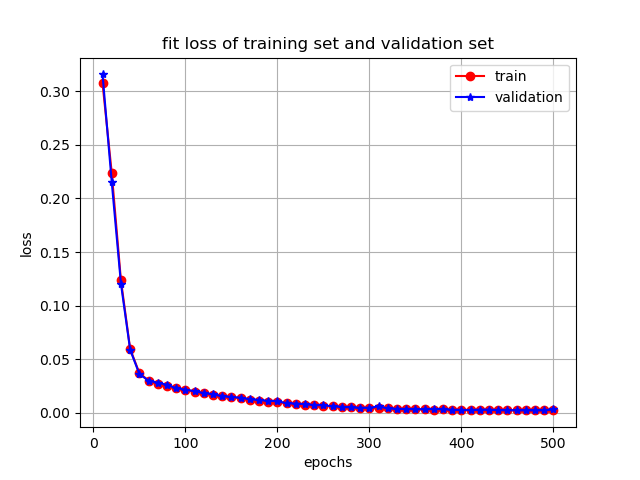 fit loss of training set and validation set
train
validation
0.30
0.25
0.20
0.15
0.10
0.05
0.00
loss
0 100 200 300 400 500
epochs